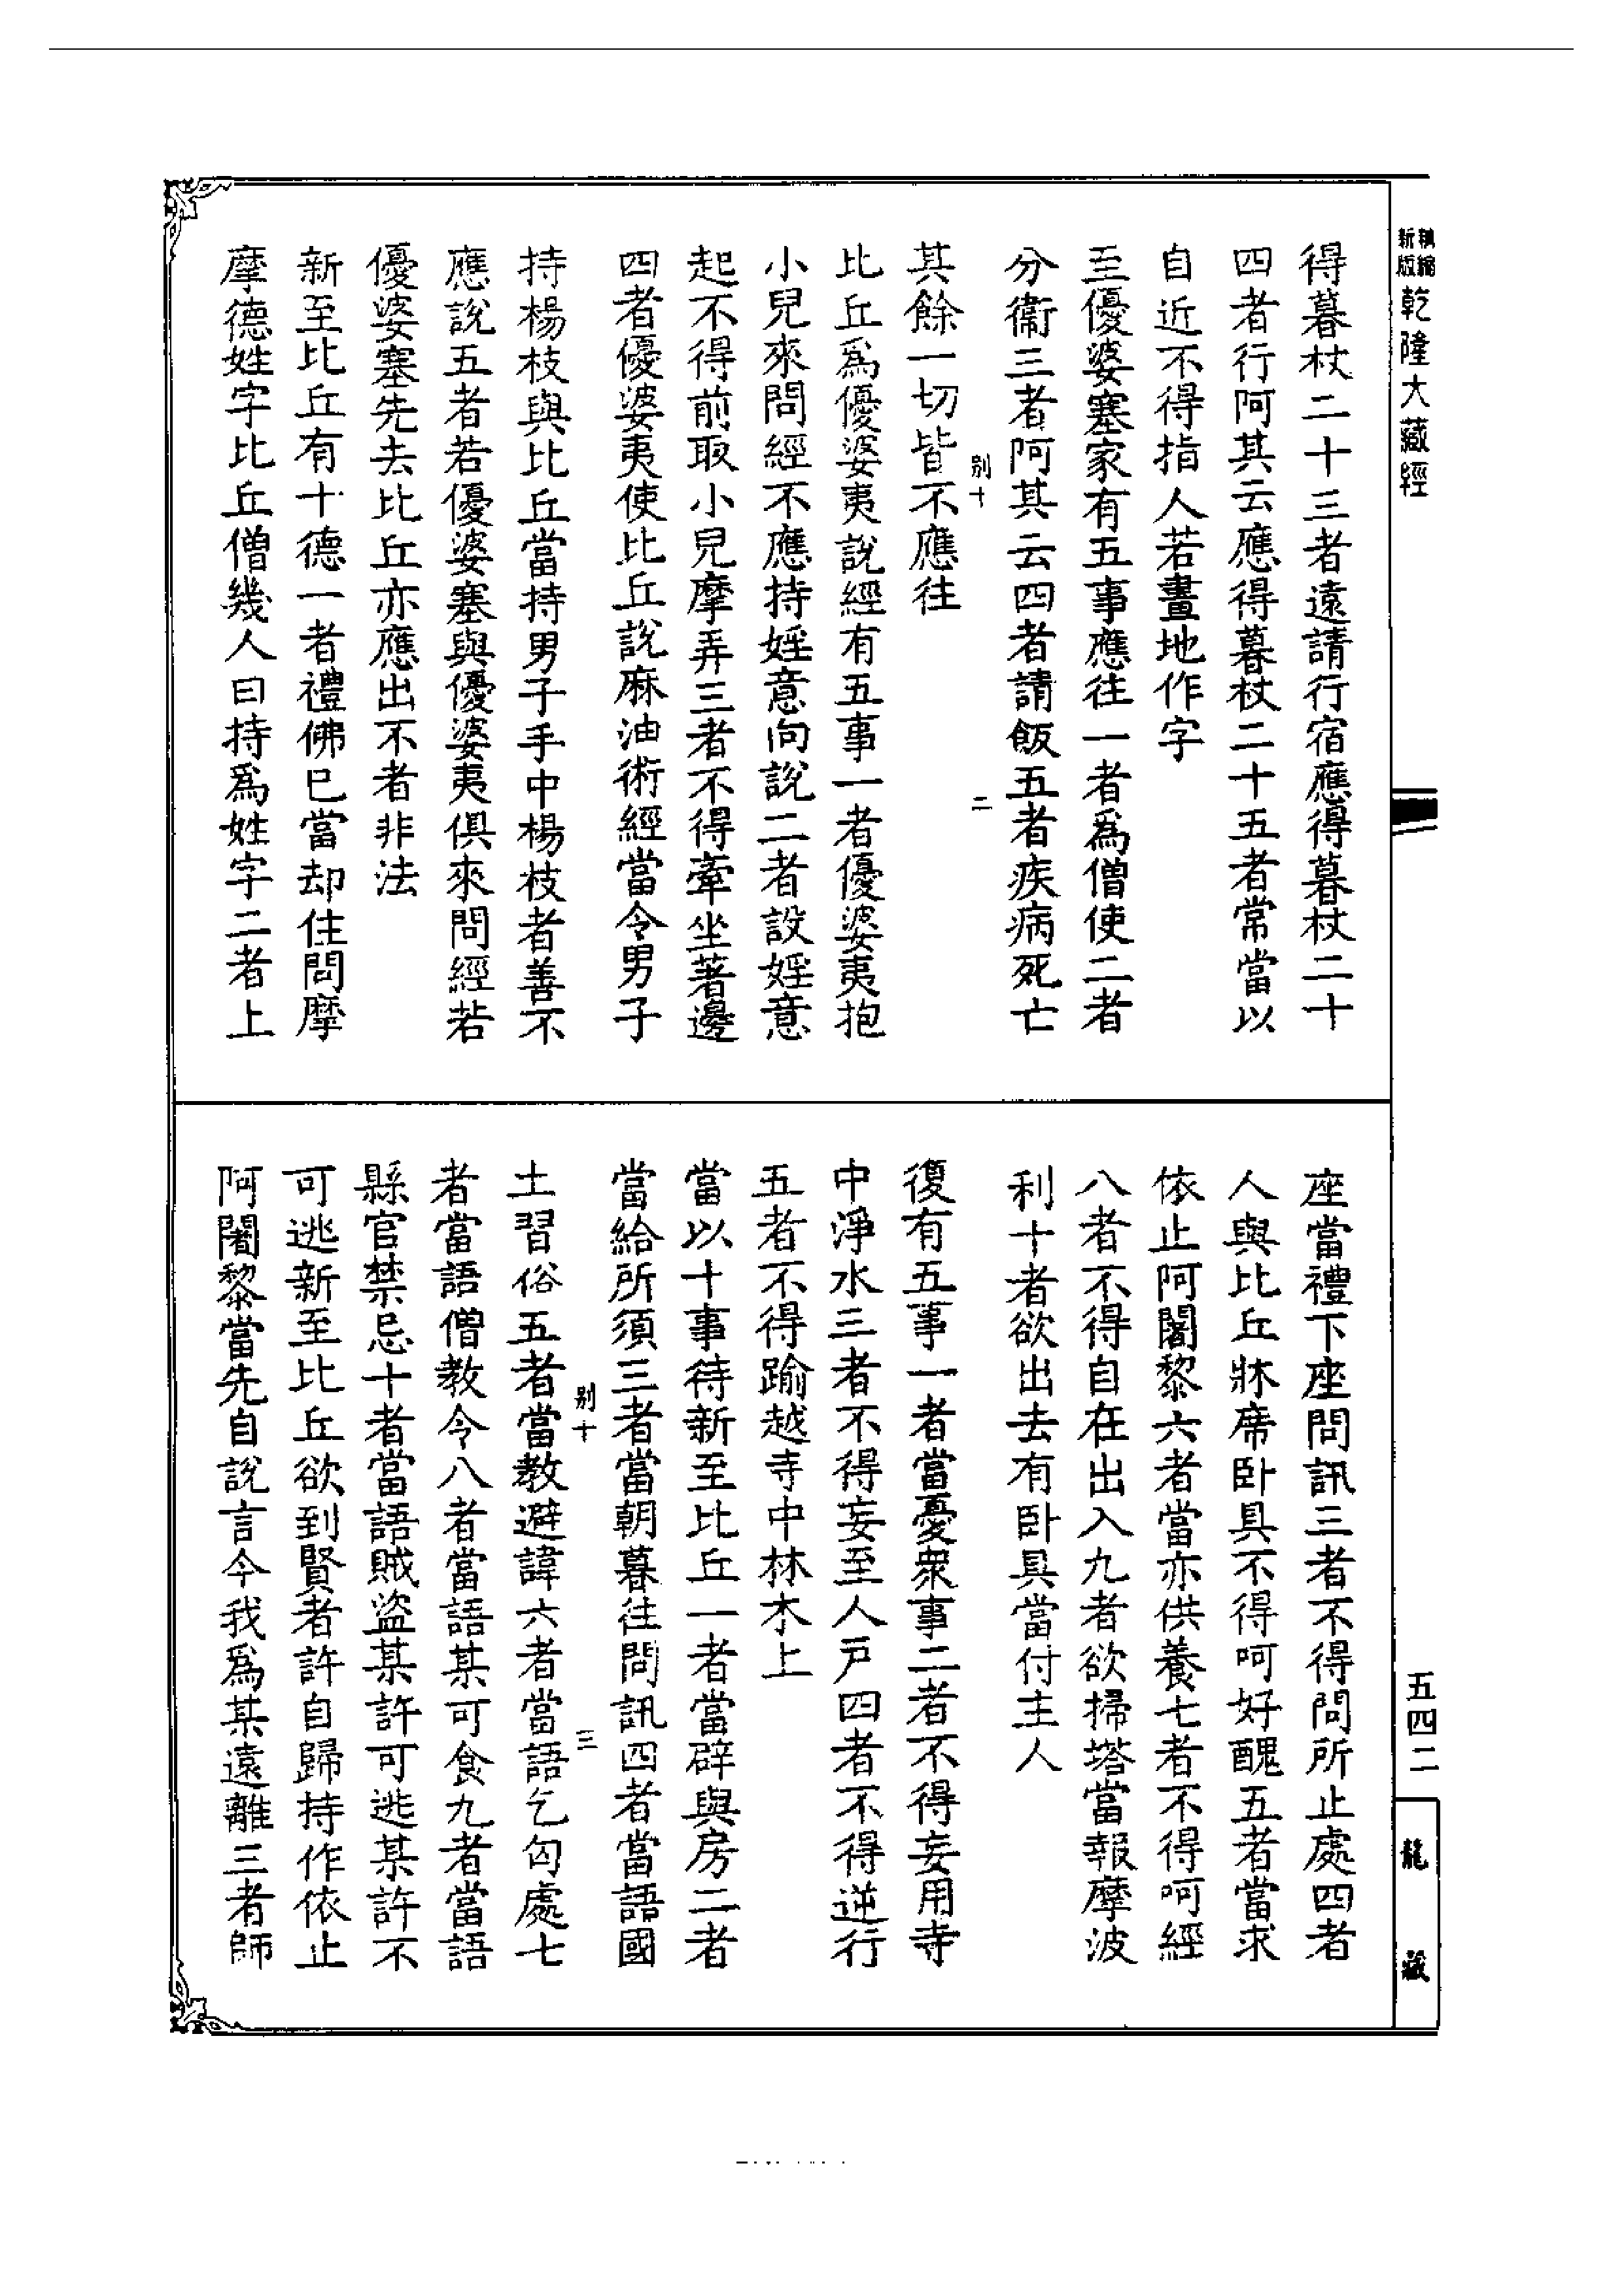 新版
精縮
乾隆大藏經
得暮杖二十三者遠請行宿應得暮杖二十
四者行阿其云應得暮杖二十五者常當以
自近不得指人若畫地作字
至優婆塞家有五事應往一者爲僧使二者
分衞三者阿其云四者請飯五者疾病死亡
別十
二
其餘一切皆不應往
比丘爲優婆夷說經有五事一者優婆夷抱
小兒來問經不應持婬意向說二者設婬意
起不得前取小兒摩弄三者不得牽坐著邊
四者優婆夷使比丘說麻油術經當令男子
持楊枝與比丘當持男子手中楊枝者善不
應說五者若優婆塞與優婆夷俱來問經若
優婆塞先去比丘亦應出不者非法
新至比丘有十德一者禮佛已當却住問摩
摩德姓字比丘僧幾人曰持爲姓字二者上
座當禮下座問訊三者不得問所止處四者
人與比丘牀席卧具不得呵好醜五者當求
依止阿闍黎六者當亦供養七者不得呵經
八者不得自在出入九者欲掃塔當報摩波
利十者欲出去有卧具當付主人
復有五事一者當憂衆事二者不得妄用寺
中淨水三者不得妄至人戸四者不得逆行
五者不得踰越寺中林木上
當以十事待新至比丘一者當辟與房二者
當給所須三者當朝暮往問訊四者當語國
別十
三
土習俗五者當教避諱六者當語乞匃處七
者當語僧教令八者當語某可食九者當語
縣官禁忌十者當語賊盜某許可逃某許不
可逃新至比丘欲到賢者許自歸持作依止
阿闍黎當先自說言今我爲某遠離三者師
五四二
龍藏